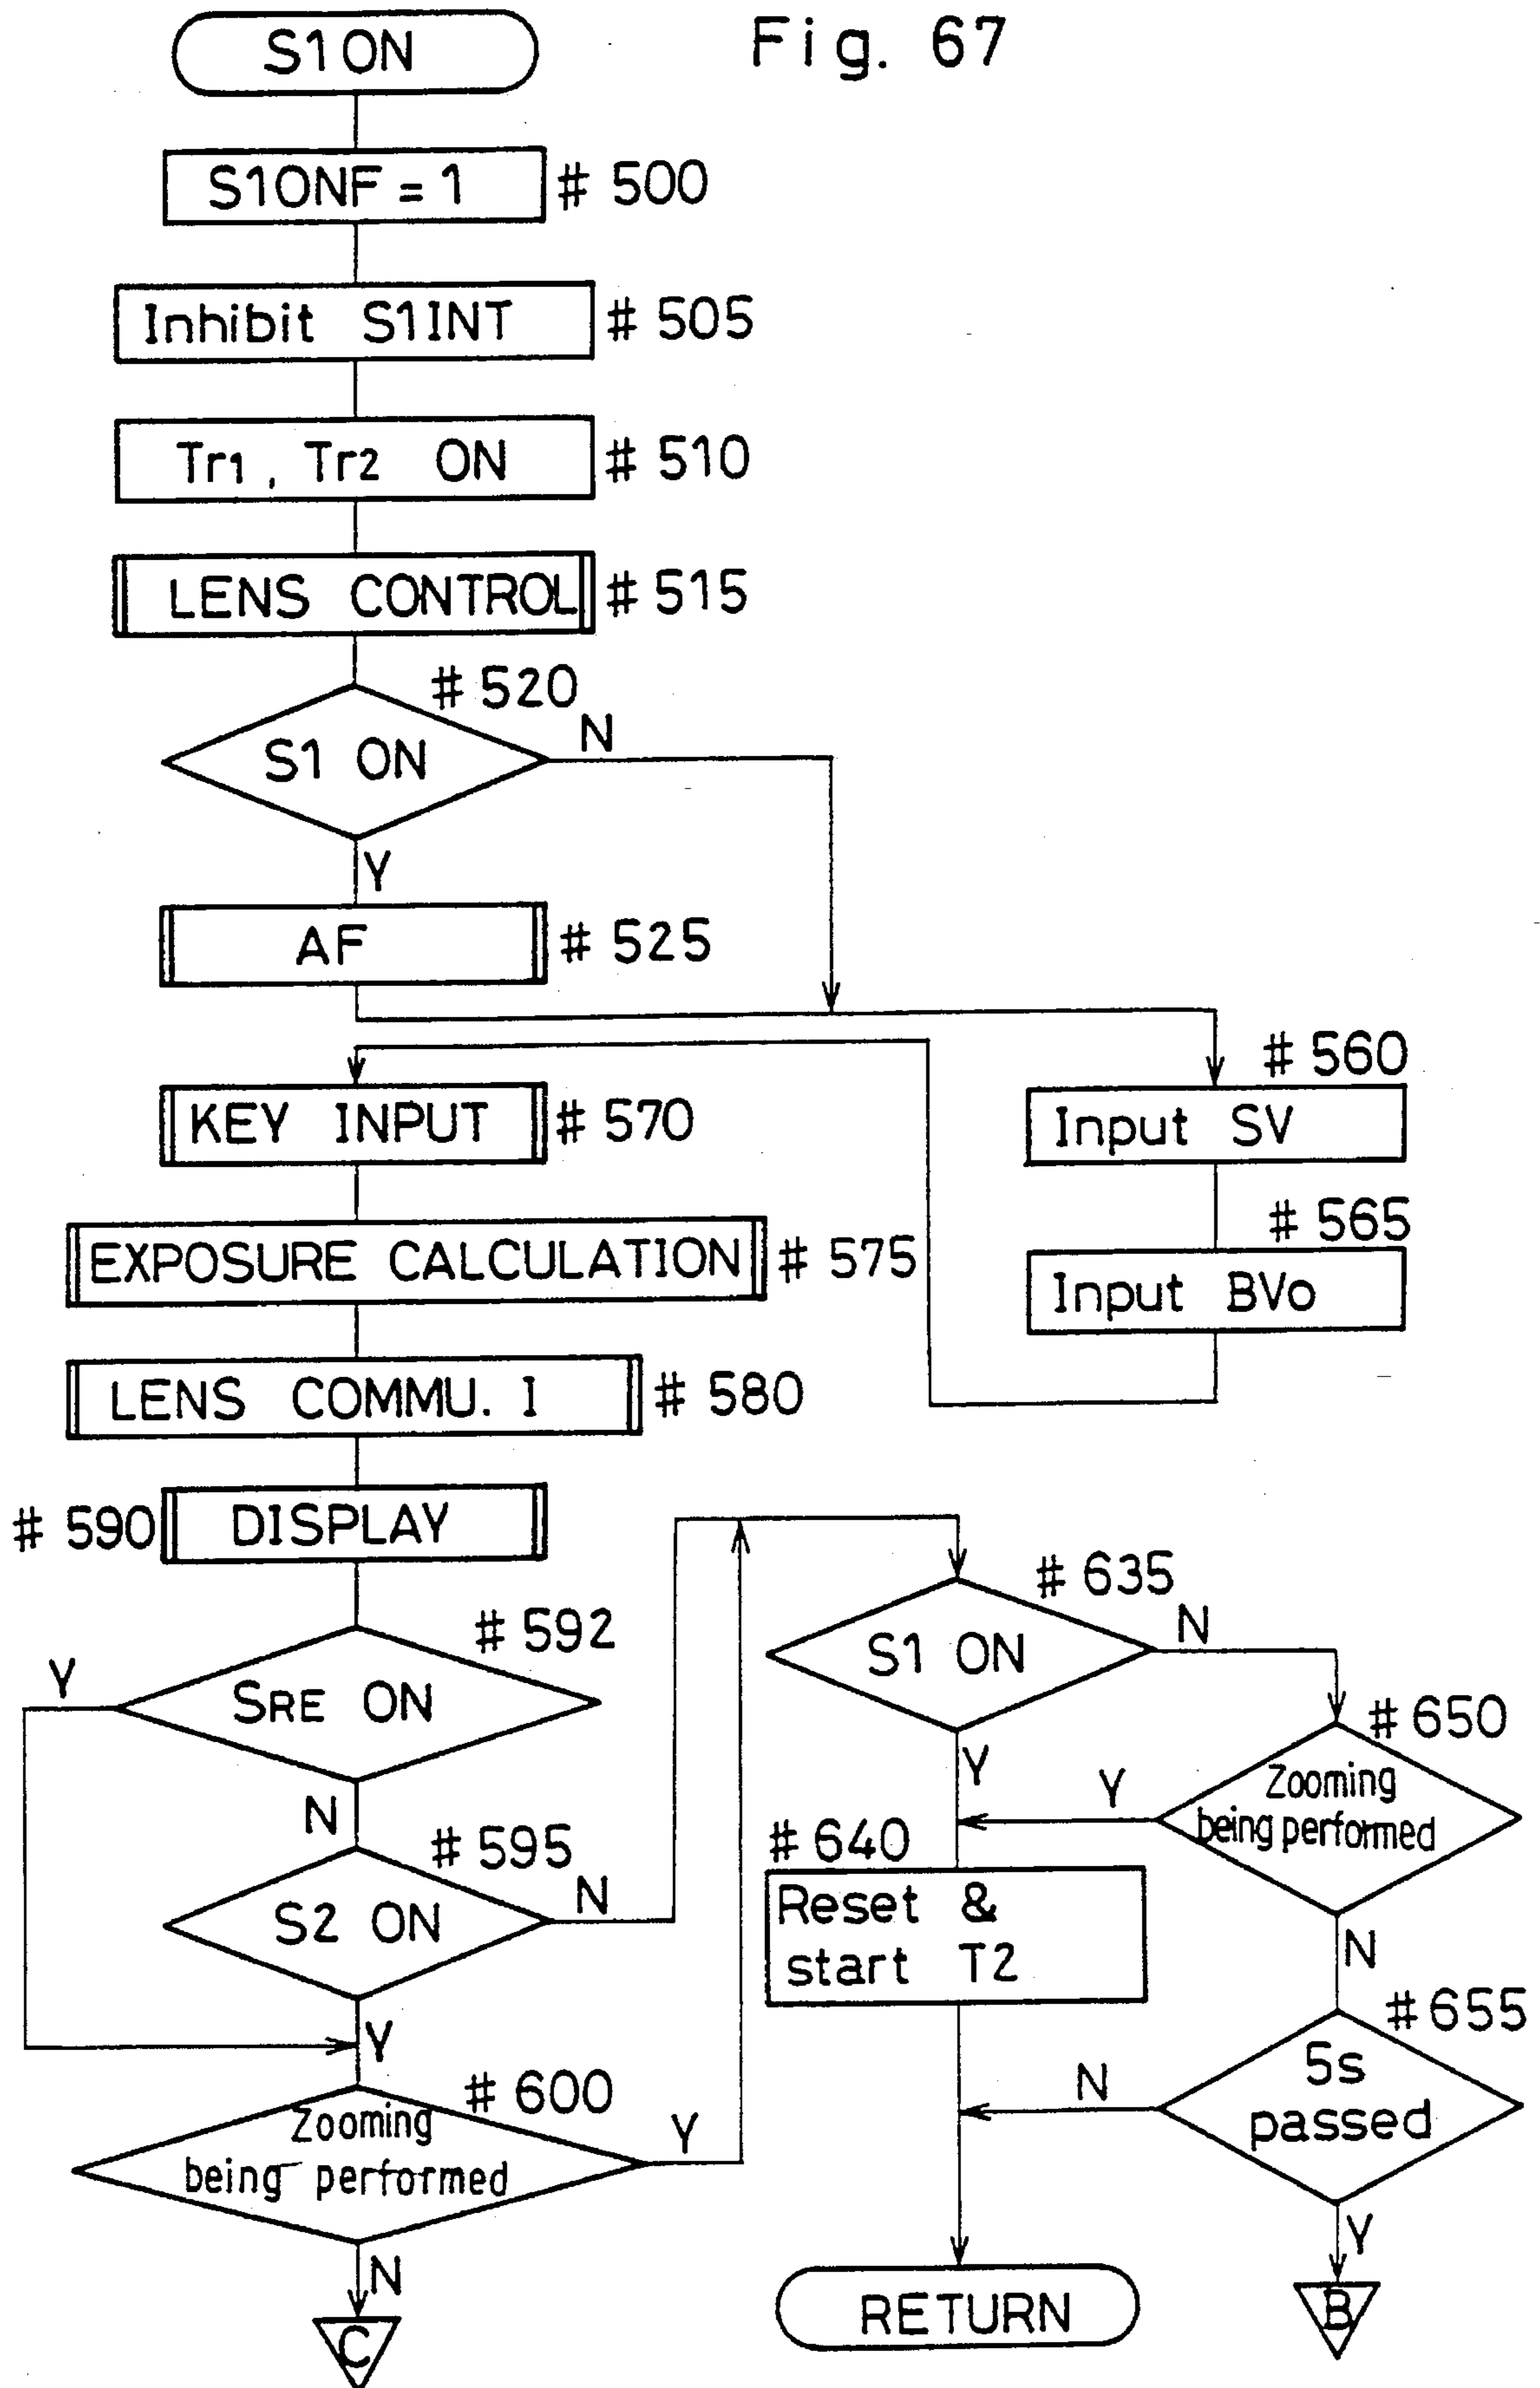 Fig. 67
S1ON
S1ONF = 1 # 500
Inhibit S1INT # 505
Tr1, Tr2 ON # 510
LENS CONTROL # 515
# 520
S1 ON
N
Y
AF # 525
# 560
Input SV
# 565
Input BVo
KEY INPUT # 570
EXPOSURE CALCULATION # 575
LENS COMMU. I # 580
# 590 DISPLAY
# 592
SRE ON
Y
N
# 595
S2 ON
N
Y
# 600
Zooming
being performed
Y
N
C
# 635
S1 ON
N
Y
# 650
Zooming
being performed
Y
N
# 640
Reset &
start T2
# 655
5s
passed
N
Y
RETURN
B